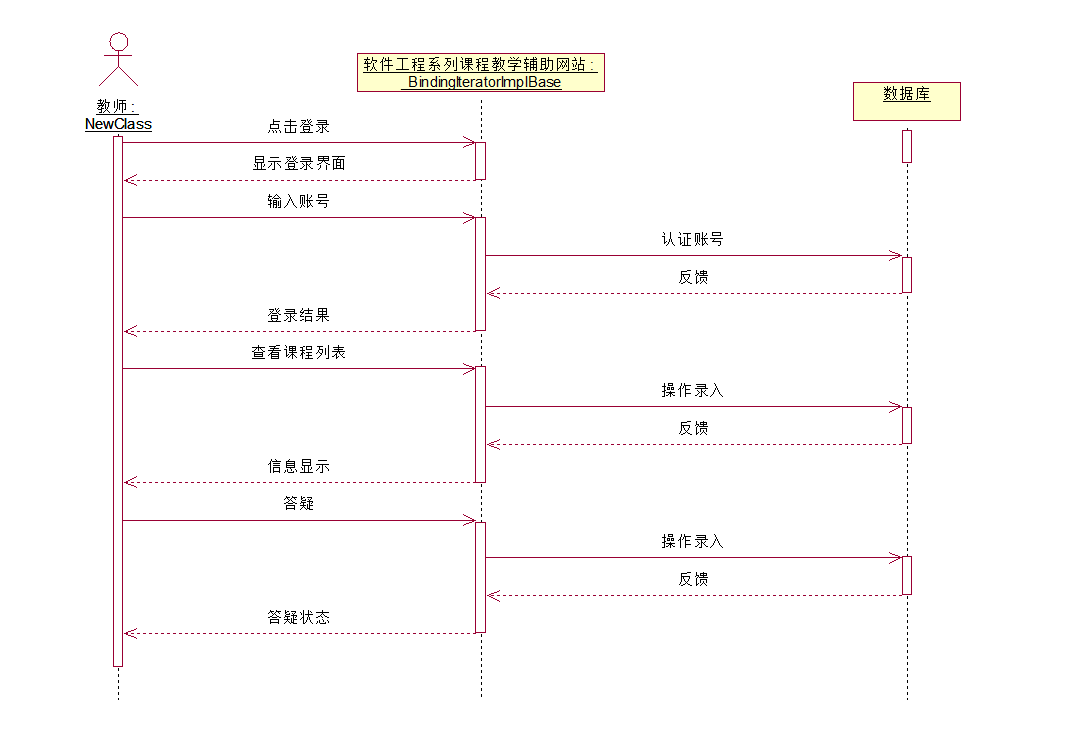 教师：
NewClass
软件工程系列课程教学辅助网站：
BindingIteratorImplBase
数据库
点击登录
显示登录界面
输入账号
认证账号
反馈
登录结果
查看课程列表
操作录入
反馈
信息显示
答疑
操作录入
反馈
答疑状态